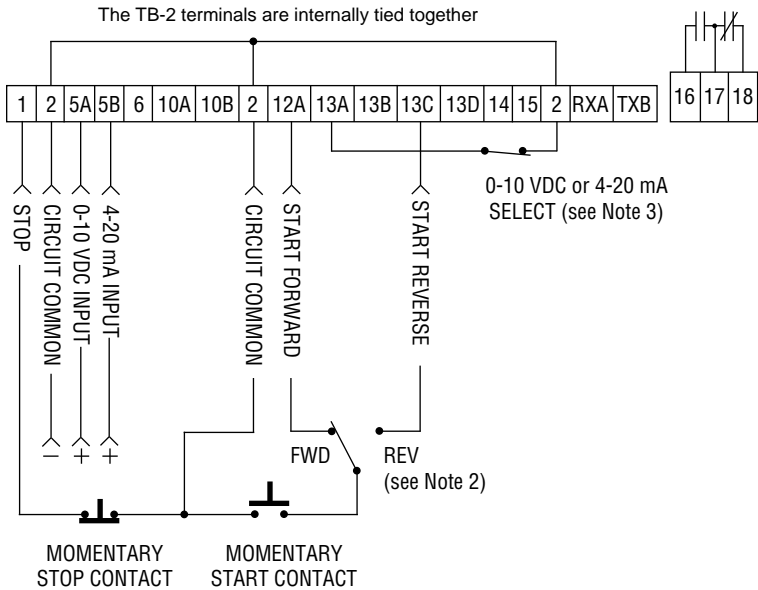 The TB-2 terminals are internally tied together
1 2 5A 5B 6 10A 10B 2 12A 13A 13B 13C 13D 14 15 2 RXA TXB
16 17 18
0-10 VDC or 4-20 mA
SELECT (see Note 3)
STOP
CIRCUIT COMMON
0-10 VDC INPUT
4-20 mA INPUT
CIRCUIT COMMON
START FORWARD
START REVERSE
– + +
FWD REV
(see Note 2)
MOMENTARY
STOP CONTACT
MOMENTARY
START CONTACT